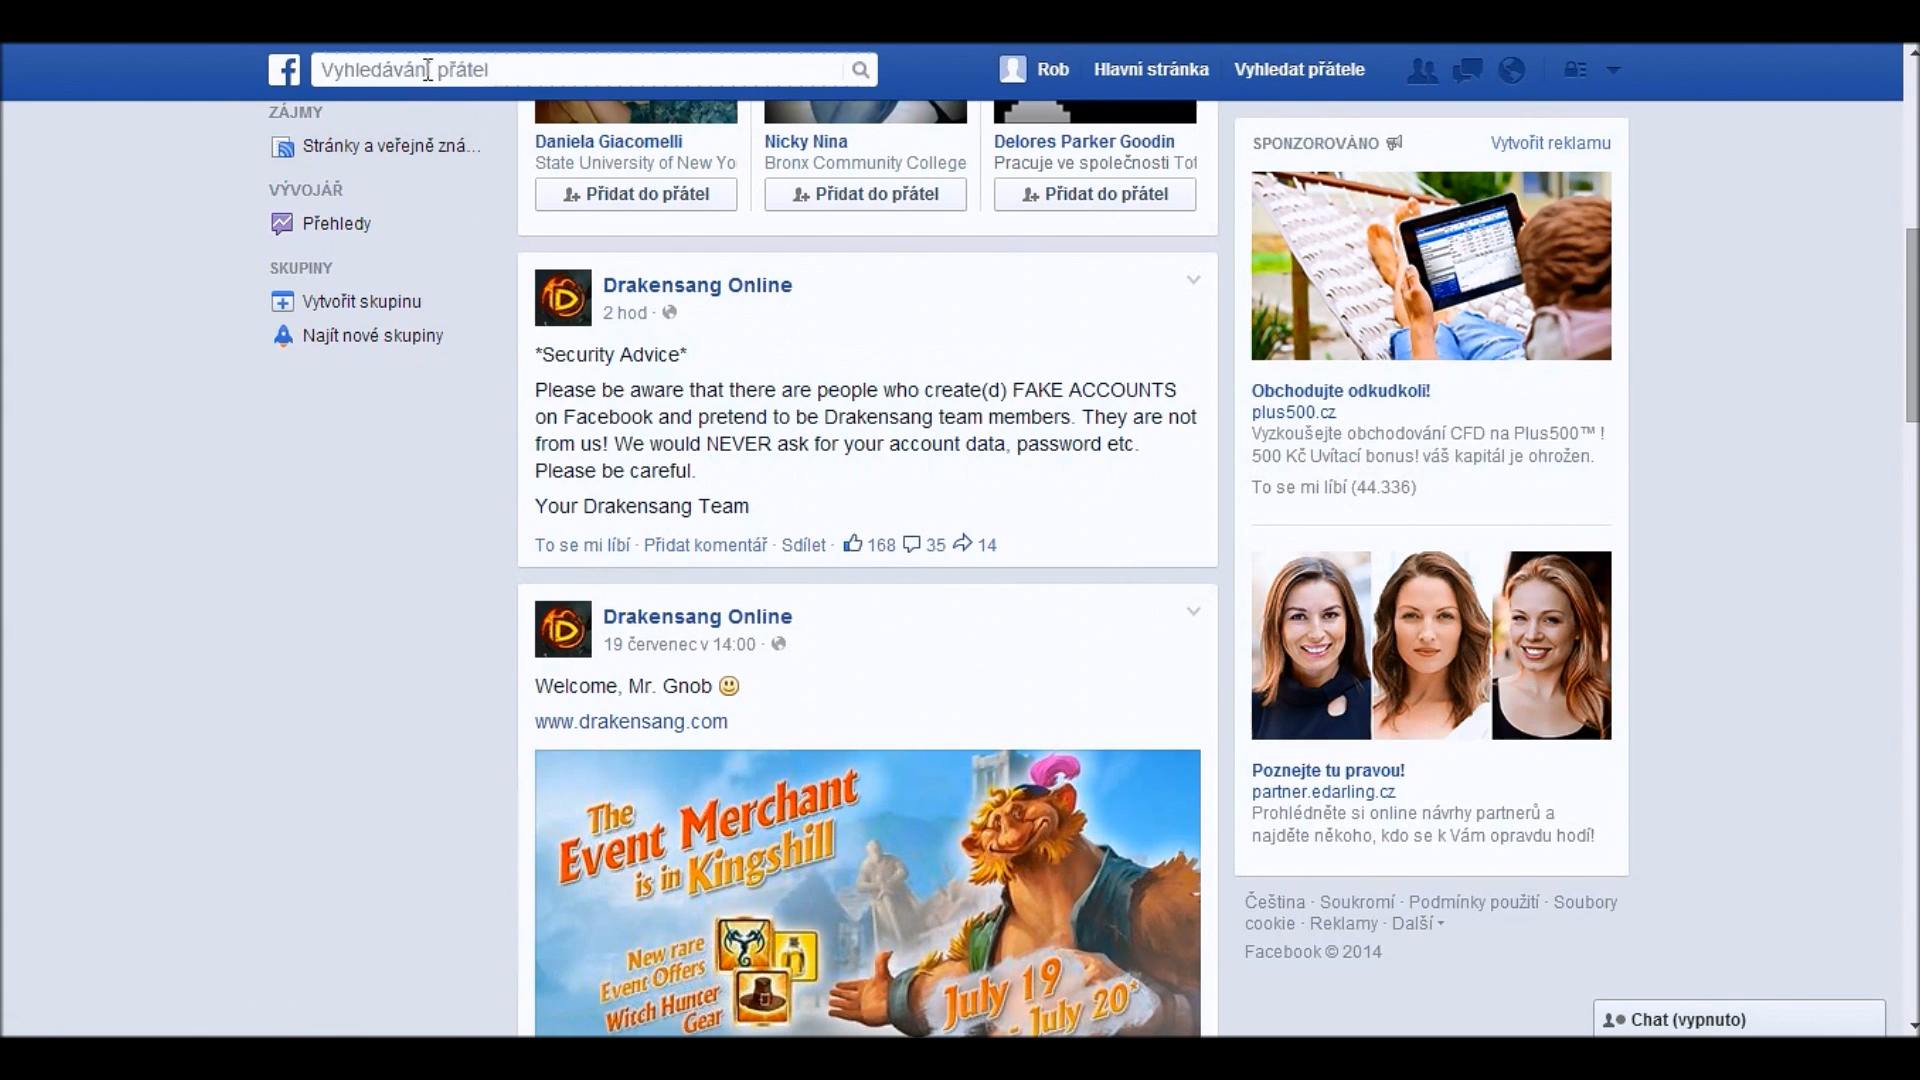 Vyhledávání přátel
Rob
Hlavní stránka
Vyhledat přátele
ZÁJMY
Stránky a veřejně zná...
VÝVOJÁŘ
Přehledy
SKUPINY
Vytvořit skupinu
Najít nové skupiny
Daniela Giacomelli
State University of New Yo
Přidat do přátel
Nicky Nina
Bronx Community College
Přidat do přátel
Delores Parker Goodin
Pracuje ve společnosti Tot
Přidat do přátel
Drakensang Online
2 hod ·
*Security Advice*
Please be aware that there are people who create(d) FAKE ACCOUNTS
on Facebook and pretend to be Drakensang team members. They are not
from us! We would NEVER ask for your account data, password etc.
Please be careful.
Your Drakensang Team
To se mi líbí · Přidat komentář · Sdílet · 168 35 14
Drakensang Online
19 červenec v 14:00 ·
Welcome, Mr. Gnob
www.drakensang.com
The
Event Merchant
is in Kingshill
New rare
Event Offers
Witch Hunter
Gear
July 19
- July 20*
SPONZOROVÁNO
Vytvořit reklamu
Obchodujte odkudkoli!
plus500.cz
Vyzkoušejte obchodování CFD na Plus500™ !
500 Kč Uvítací bonus! váš kapitál je ohrožen.
To se mi líbí (44.336)
Poznejte tu pravou!
partner.edarling.cz
Prohlédněte si online návrhy partnerů a
najděte někoho, kdo se k Vám opravdu hodí!
Čeština · Soukromí · Podmínky použití · Soubory
cookie · Reklamy · Další
Facebook © 2014
Chat (vypnuto)